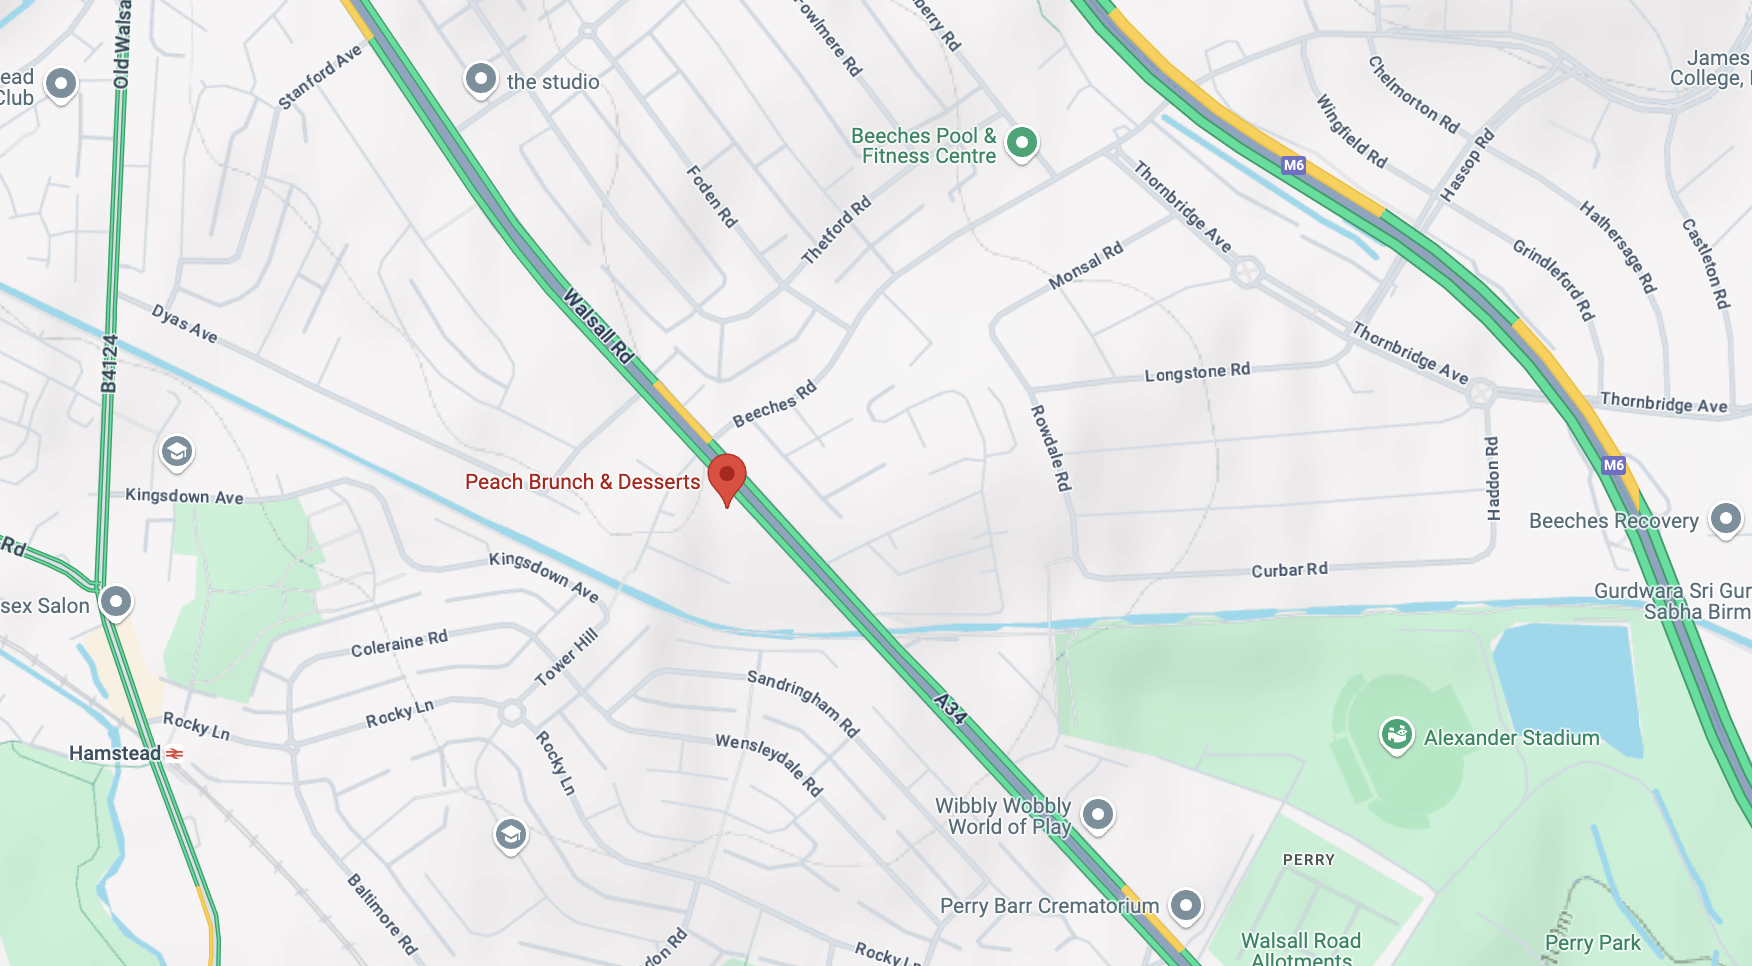 Old Walsa
Fowlmere Rd
berry Rd
Stanford Ave
the studio
ead
Club
James
College,
Chelmorton Rd
Wingfield Rd
Hassop Rd
Beeches Pool &
Fitness Centre
M6
Thornbridge Ave
Foden Rd
Thetford Rd
Monsal Rd
Hathersage Rd
Castleton Rd
Grindleford Rd
Dyas Ave
Walsall Rd
B4124
Thornbridge Ave
Longstone Rd
Beeches Rd
Thornbridge Ave
Rowdale Rd
Haddon Rd
M6
Peach Brunch & Desserts
Kingsdown Ave
Beeches Recovery
Rd
Kingsdown Ave
Curbar Rd
Gurdwara Sri Gur
Sabha Birm
sex Salon
Coleraine Rd
Tower Hill
Sandringham Rd
A34
Rocky Ln
Rocky Ln
Hamstead
Wensleydale Rd
Rocky Ln
Alexander Stadium
Wibbly Wobbly
World of Play
PERRY
Baltimore Rd
Perry Barr Crematorium
don Rd
Rocky Ln
Walsall Road
Allotments
Perry Park